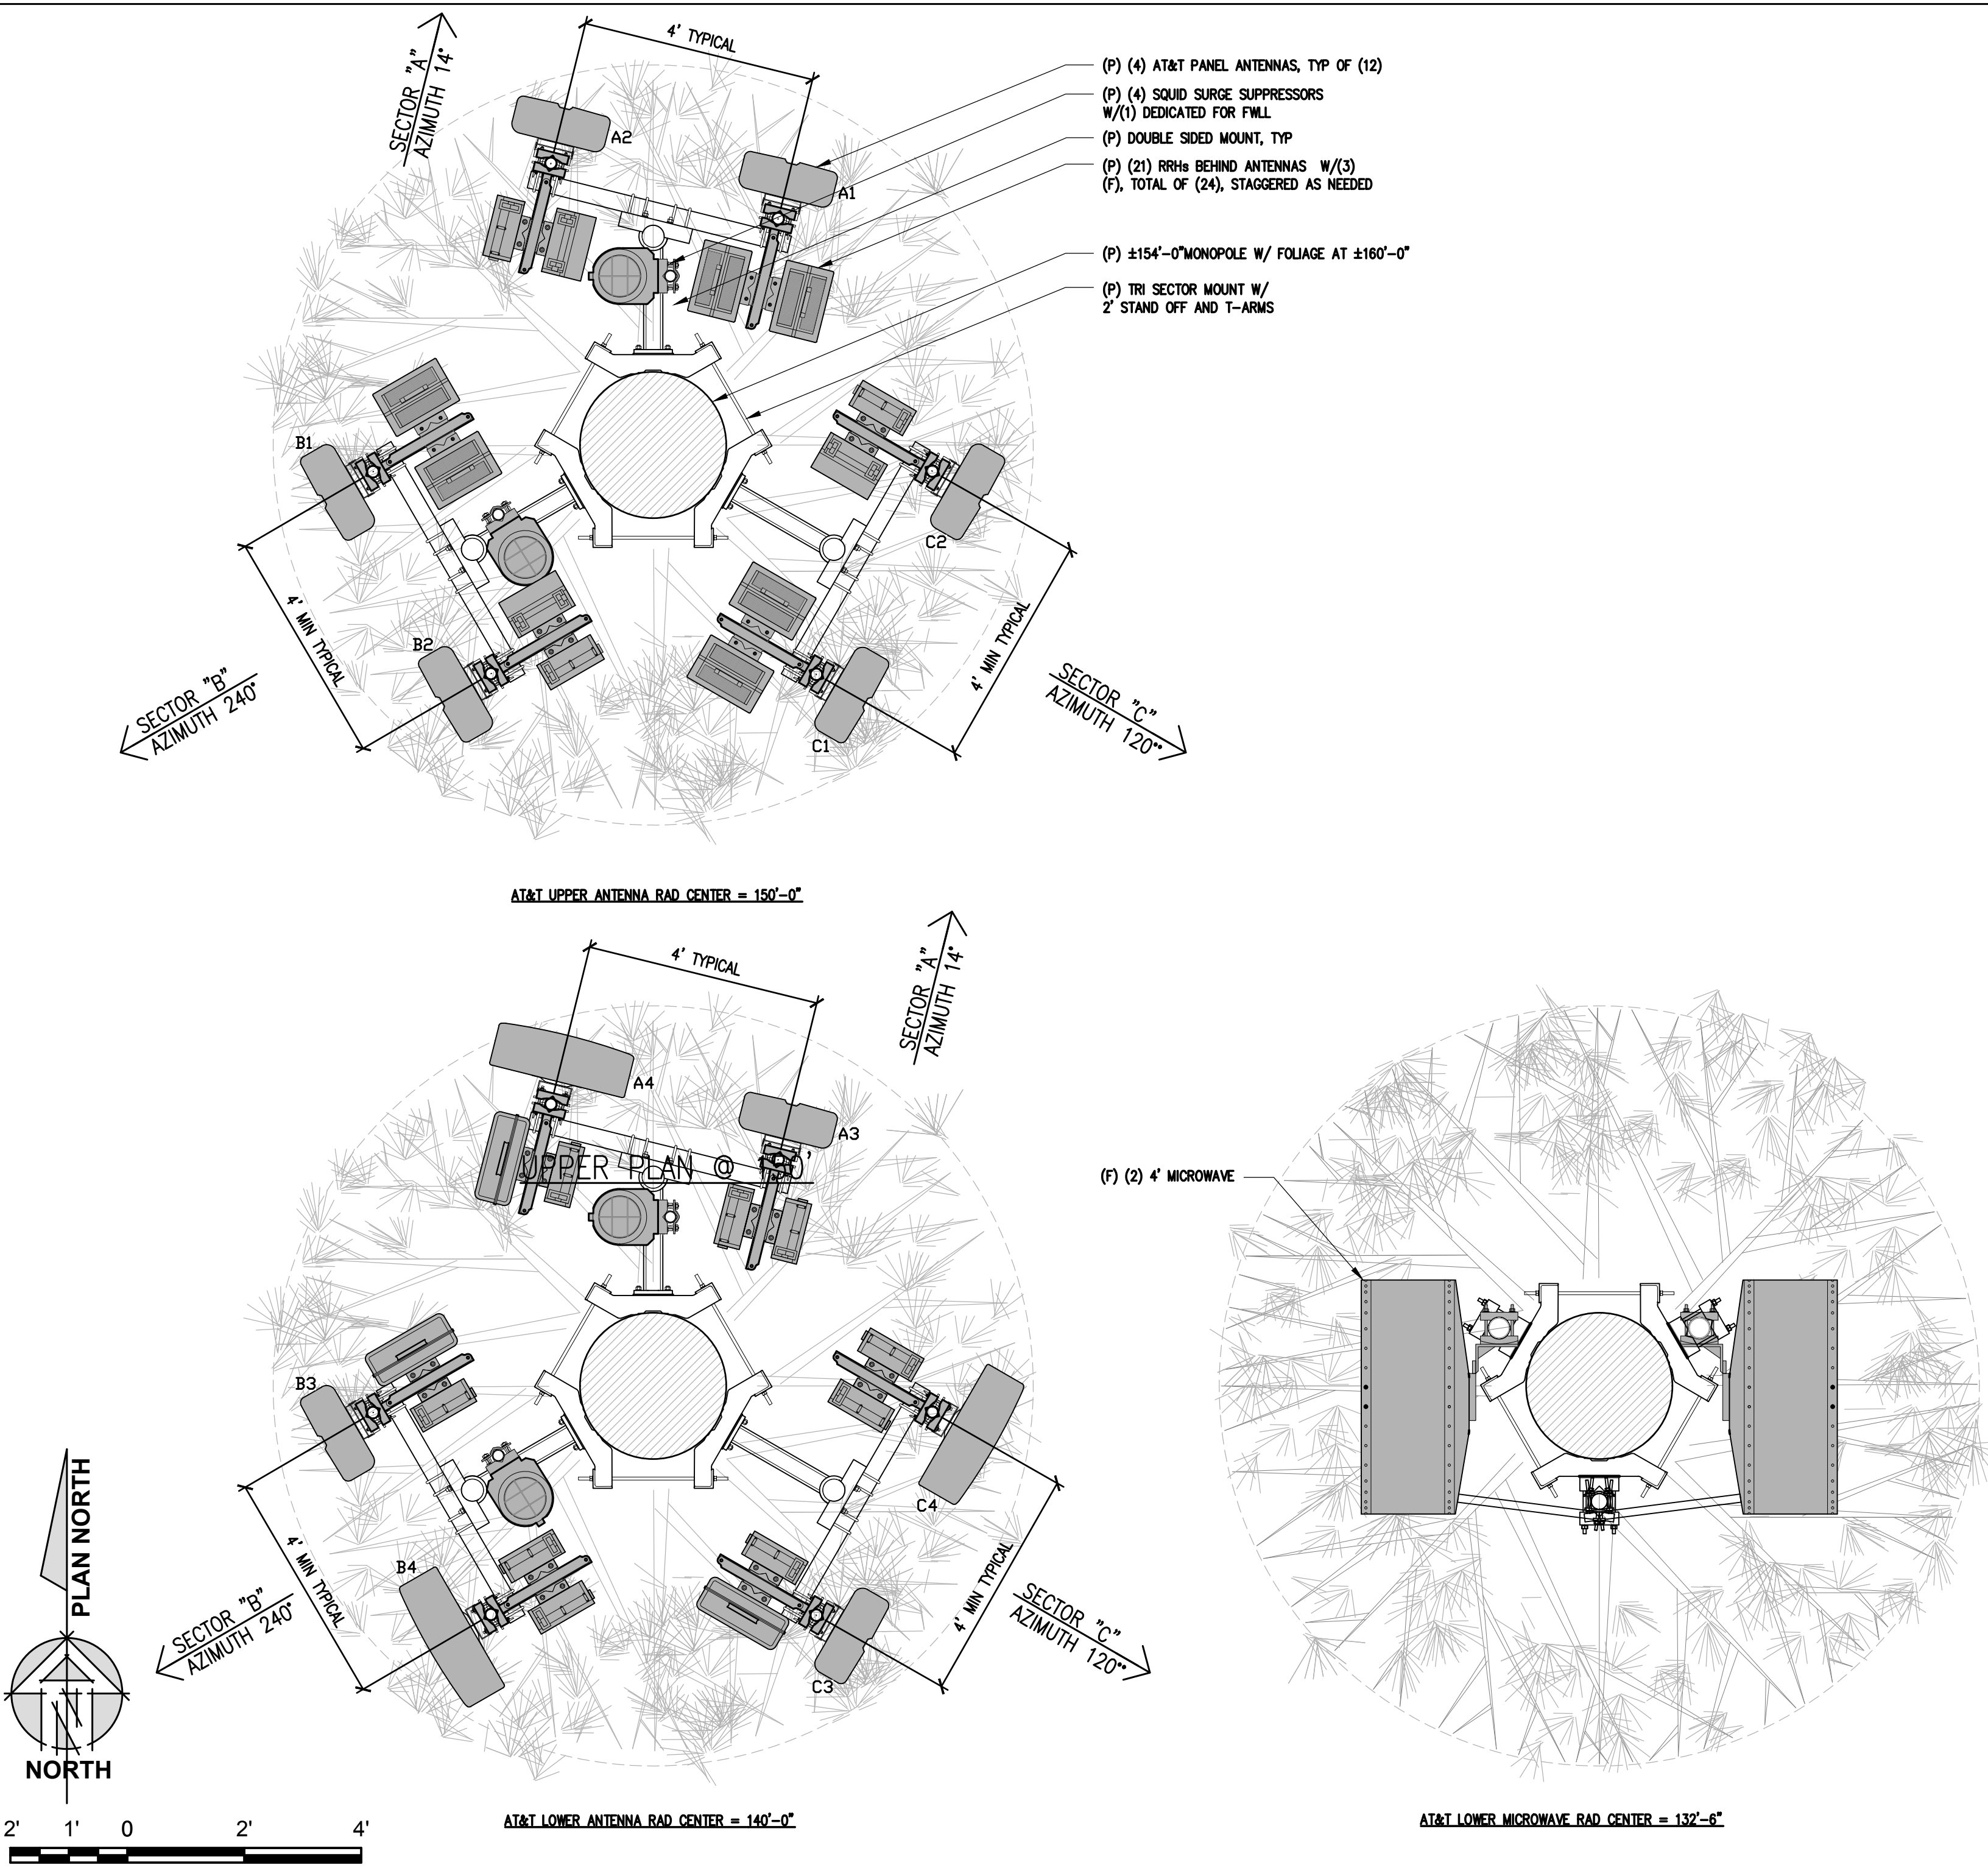 SECTOR "A"
AZIMUTH 14°
4' TYPICAL
A2
A1
(P) (4) AT&T PANEL ANTENNAS, TYP OF (12)
(P) (4) SQUID SURGE SUPPRESSORS
W/(1) DEDICATED FOR FWLL
(P) DOUBLE SIDED MOUNT, TYP
(P) (21) RRHs BEHIND ANTENNAS W/(3)
(F), TOTAL OF (24), STAGGERED AS NEEDED
(P) ±154'-0" MONOPOLE W/ FOLIAGE AT ±160'-0"
(P) TRI SECTOR MOUNT W/
2' STAND OFF AND T-ARMS
B1
C2
4' MIN TYPICAL
B2
4' MIN TYPICAL
SECTOR "B"
AZIMUTH 240°
C1
SECTOR "C"
AZIMUTH 120°°
AT&T UPPER ANTENNA RAD CENTER = 150'-0"
4' TYPICAL
SECTOR "A"
AZIMUTH 14°
A4
A3
UPPER PLAN @
(F) (2) 4' MICROWAVE
B3
C4
B4
4' MIN TYPICAL
4' MIN TYPICAL
SECTOR "B"
AZIMUTH 240°
C3
SECTOR "C"
AZIMUTH 120°°
PLAN NORTH
NORTH
AT&T LOWER ANTENNA RAD CENTER = 140'-0"
AT&T LOWER MICROWAVE RAD CENTER = 132'-6"
2' 1' 0 2' 4'